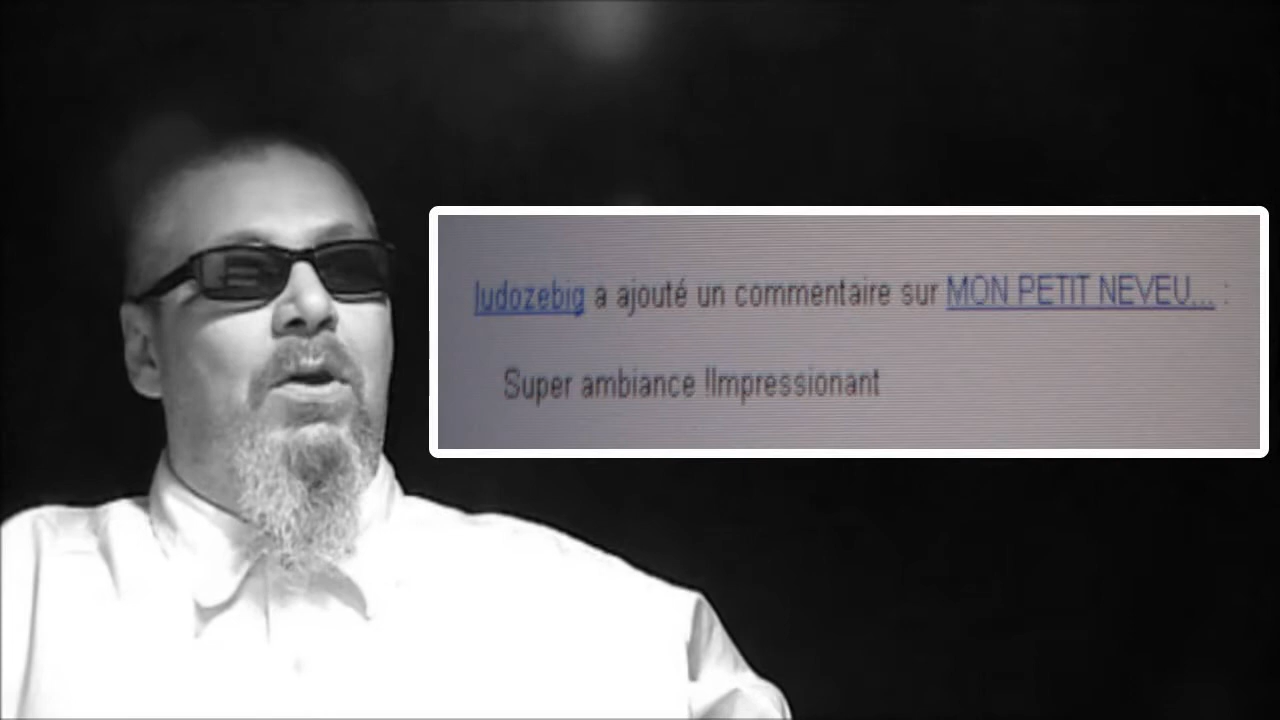 ludozebig a ajouté un commentaire sur MON PETIT NEVEU... :
Super ambiance !Impressionant